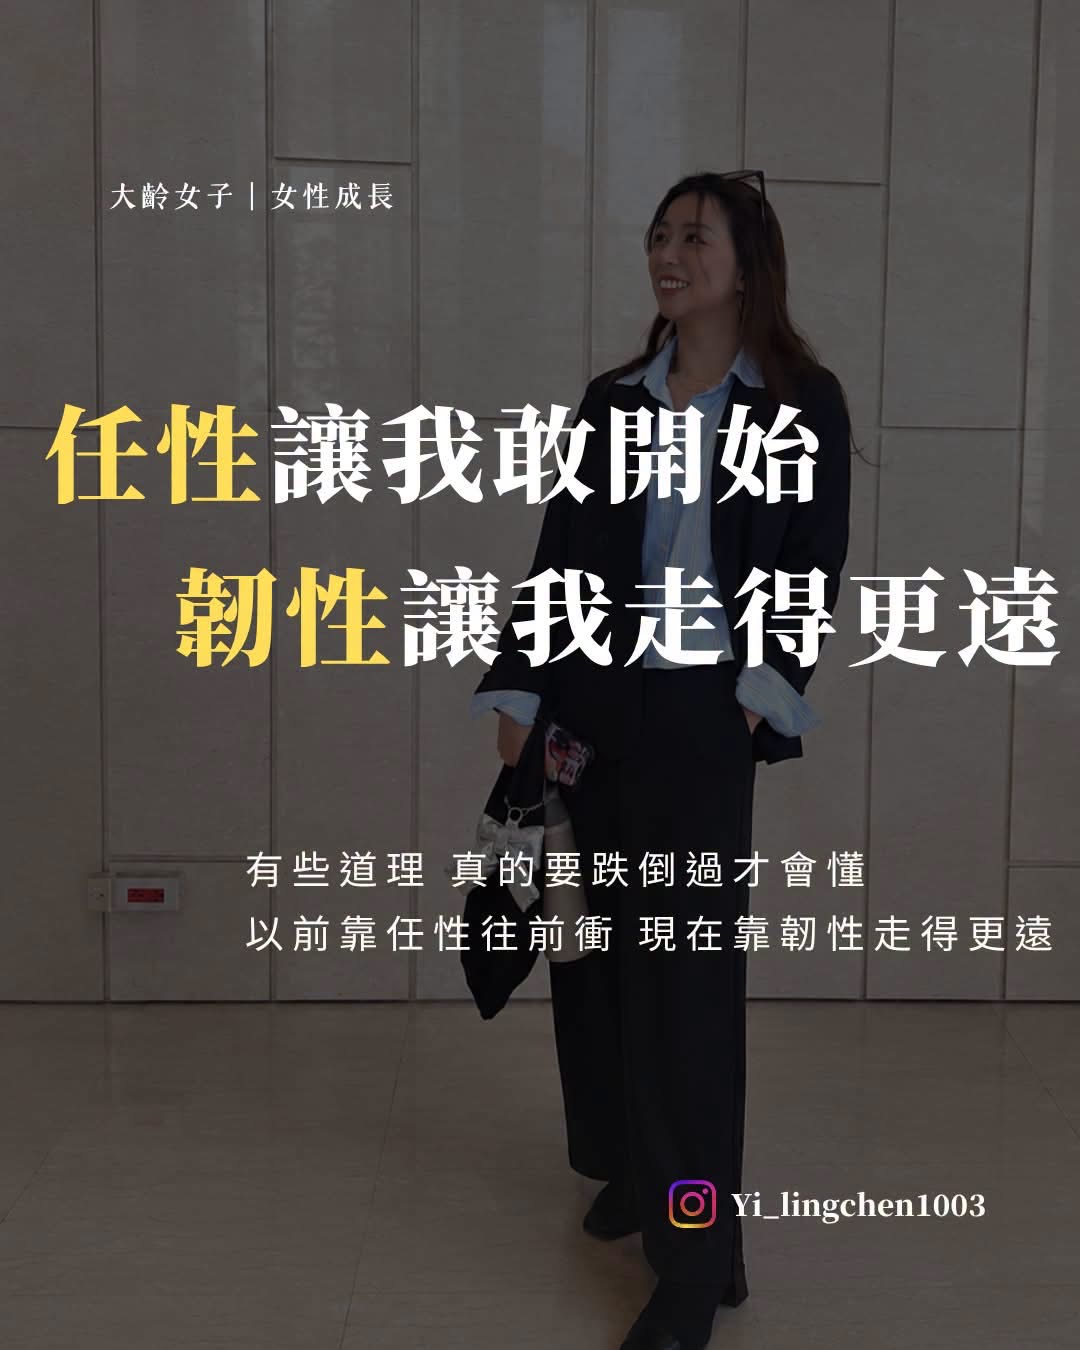 大齡女子｜女性成長
任性讓我敢開始
韌性讓我走得更遠
有些道理 真的要跌倒過才會懂
以前靠任性往前衝 現在靠韌性走得更遠
Yi_lingchen1003